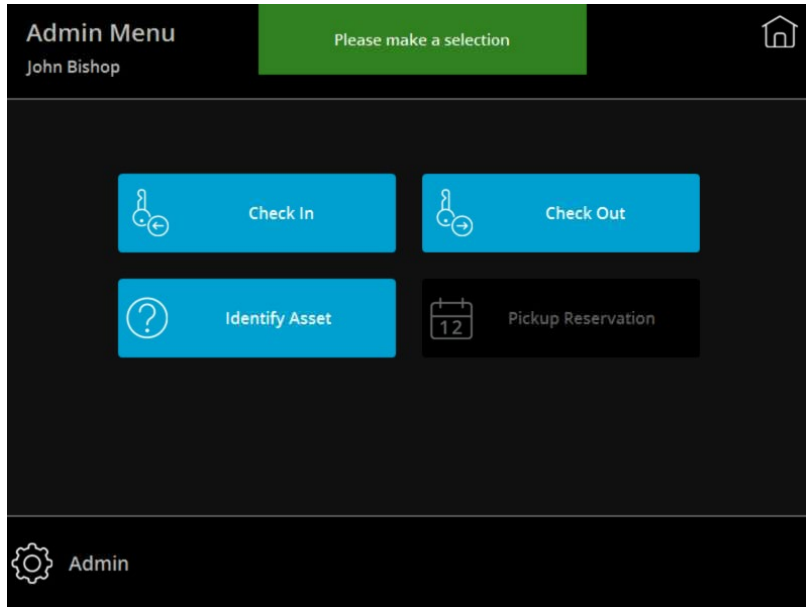 Admin Menu
Please make a selection
John Bishop
Check In
Check Out
Identify Asset
12
Pickup Reservation
Admin